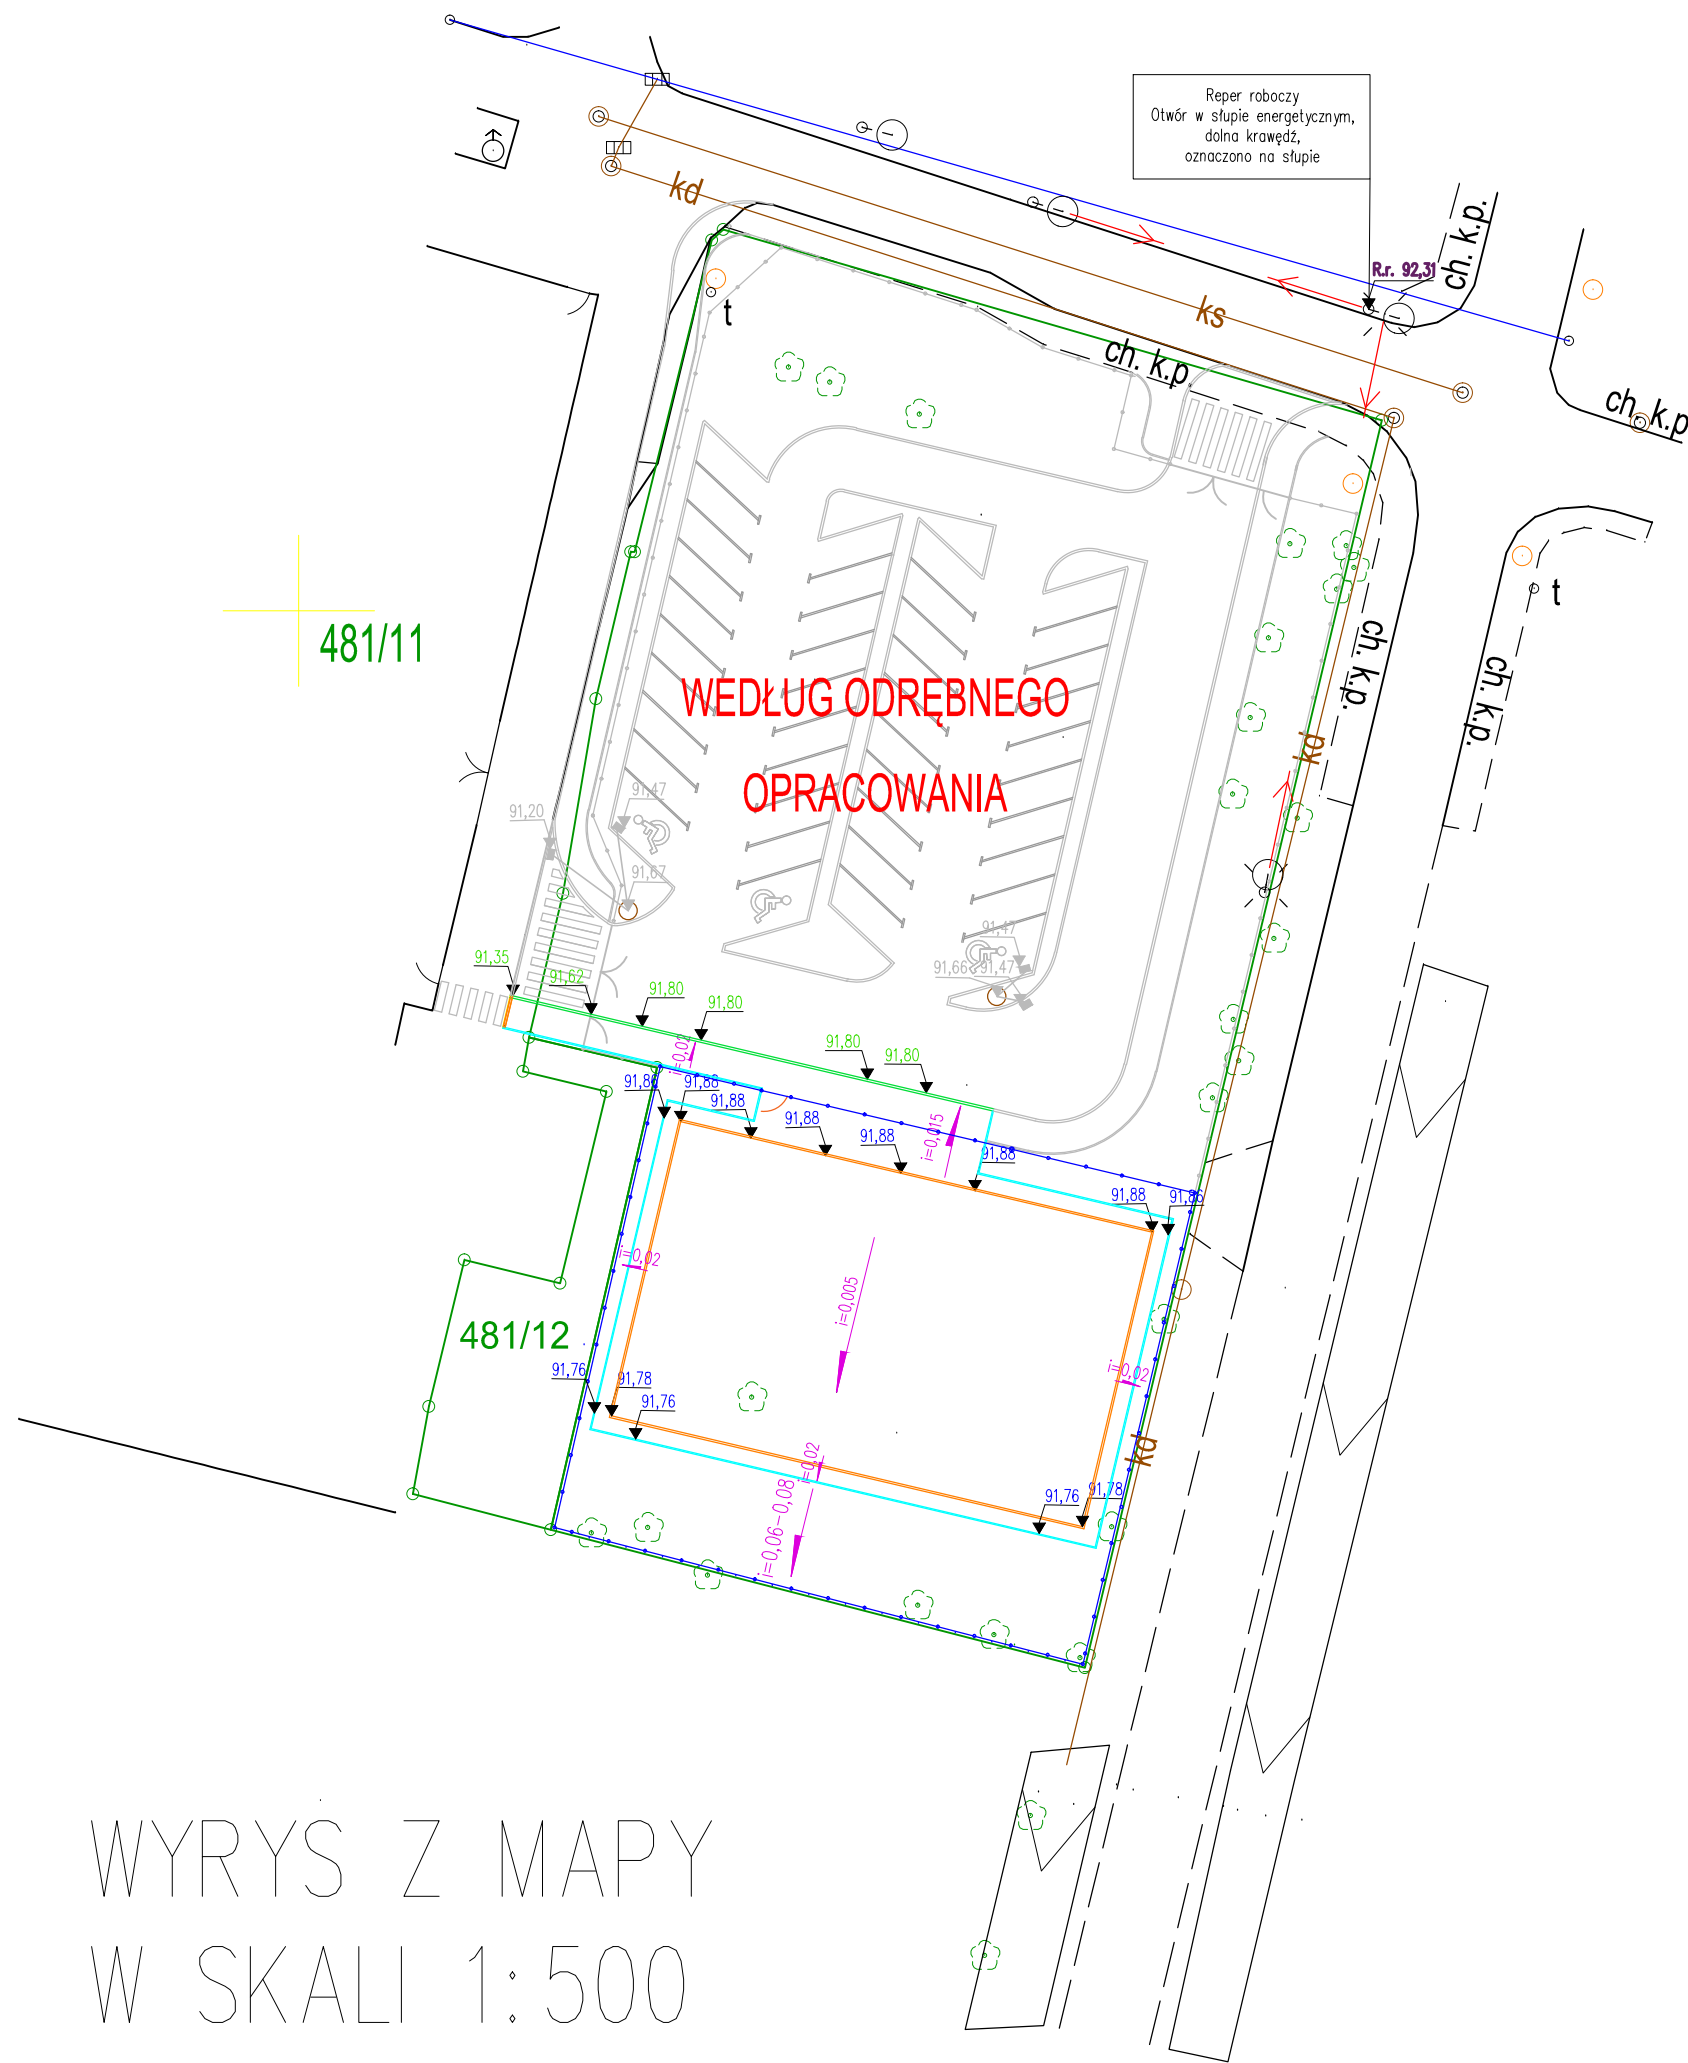 Reper roboczy
Otwór w słupie energetycznym,
dolna krawędź,
oznaczono na słupie
kd
ch. k.p.
R.r. 92,31
t
ks
ch. k.p
ch. k.p
481/11
t
ch. k.p.
ch. k.p.
WEDŁUG ODRĘBNEGO
kd
OPRACOWANIA
91,47
91,20
91,67
91,47
91,66
91,47
91,35
91,62
91,80
91,80
91,80
91,80
i=0,02
91,86
91,88
91,88
91,88
91,88
i=0,015
91,88
91,88
91,86
i=0,02
i=0,005
481/12
91,76
91,78
91,76
i=0,02
kd
i=0,02
i=0,06-0,08
91,76
91,78
WYRYS Z MAPY
W SKALI 1:500